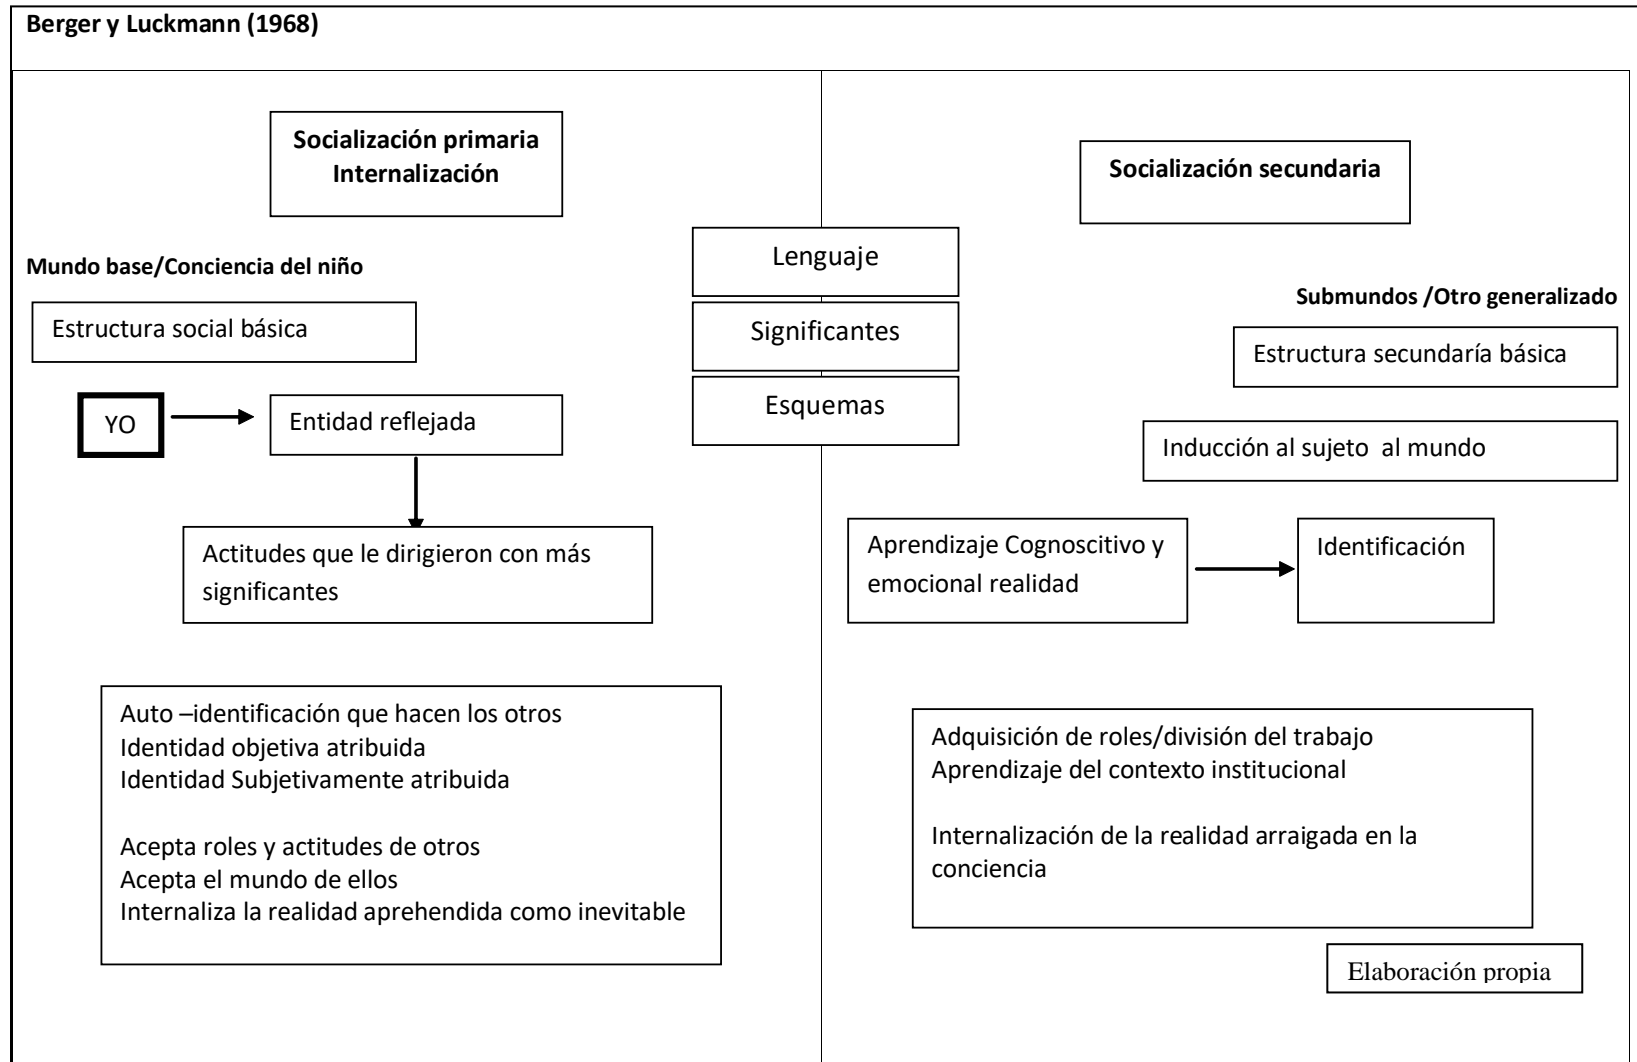 Berger y Luckmann (1968)
Socialización primaria
Internalización
Mundo base/Conciencia del niño
Estructura social básica
YO
Entidad reflejada
Actitudes que le dirigieron con más
significantes
Auto –identificación que hacen los otros
Identidad objetiva atribuida
Identidad Subjetivamente atribuida
Acepta roles y actitudes de otros
Acepta el mundo de ellos
Internaliza la realidad aprehendida como inevitable
Lenguaje
Significantes
Esquemas
Socialización secundaria
Submundos /Otro generalizado
Estructura secundaría básica
Inducción al sujeto  al mundo
Aprendizaje Cognoscitivo y
emocional realidad
Identificación
Adquisición de roles/división del trabajo
Aprendizaje del contexto institucional
Internalización de la realidad arraigada en la
conciencia
Elaboración propia